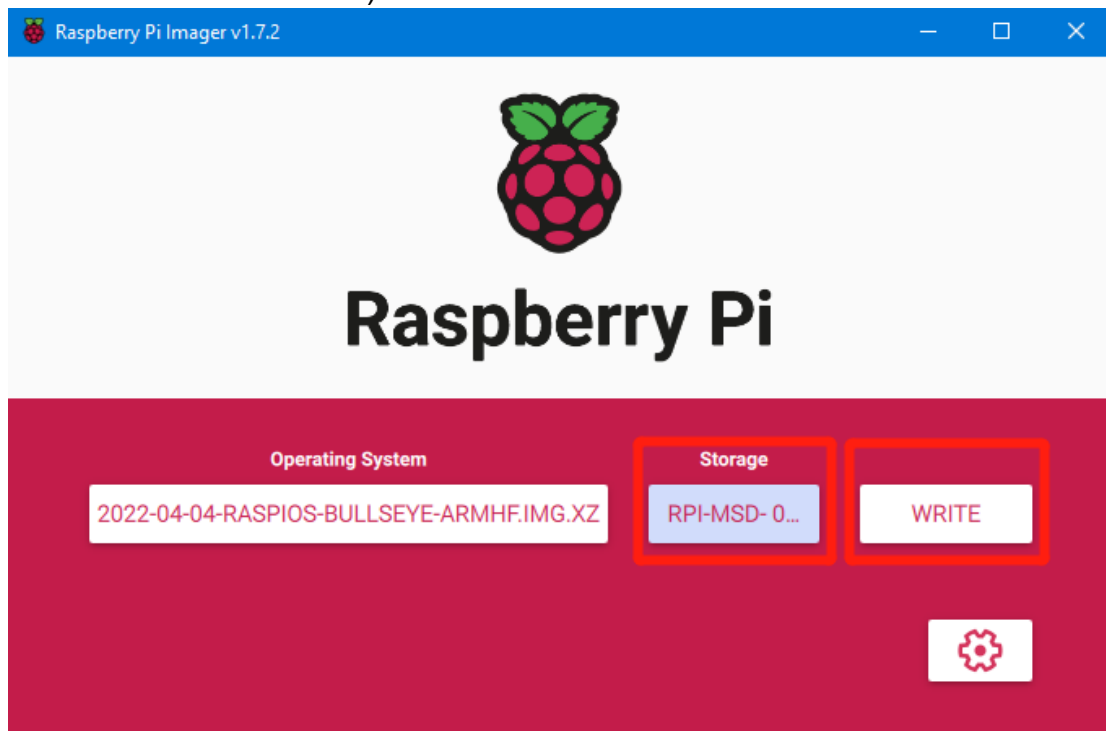 Raspberry Pi Imager v1.7.2
Raspberry Pi
Operating System
Storage
2022-04-04-RASPIOS-BULLSEYE-ARMHF.IMG.XZ
RPI-MSD- 0...
WRITE